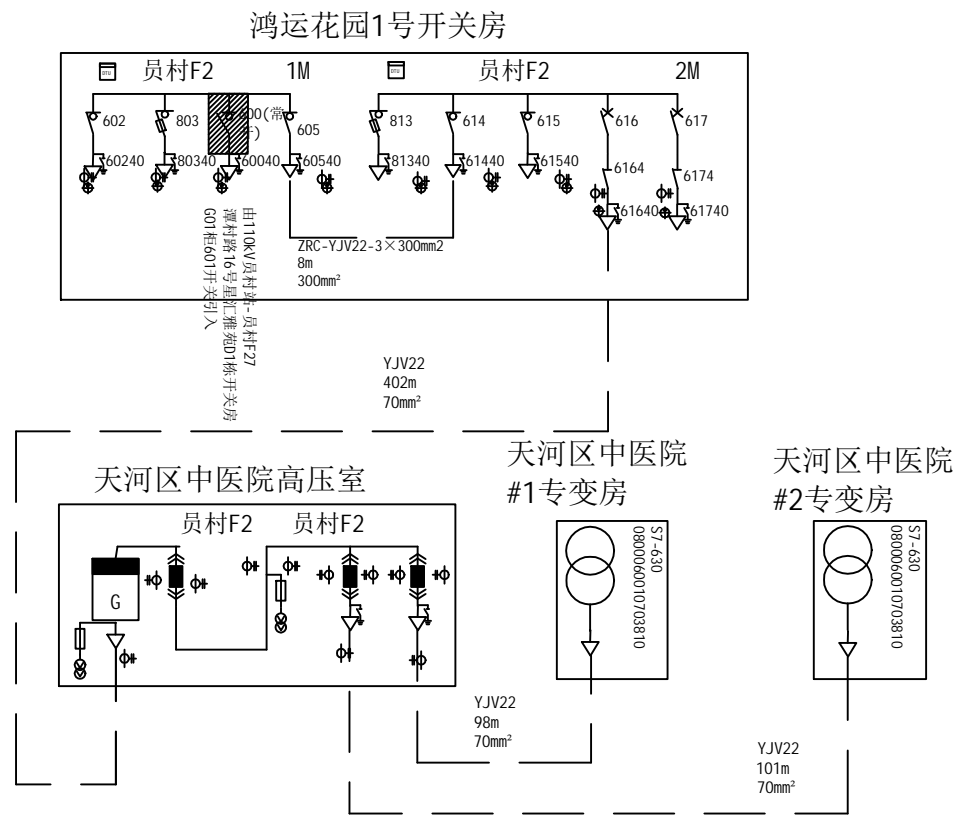 鸿运花园1号开关房
员村F2
1M
员村F2
2M
602
803
600(常
开)
605
813
614
615
616
617
60240
80340
60040
60540
81340
61440
61540
6164
6174
61640
61740
由110kV员村站-员村F27
潭村路16号星汇雅苑D1栋开关房
G01柜601开关引入
ZRC-YJV22-3×300mm2
8m
300mm²
YJV22
402m
70mm²
天河区中医院高压室
员村F2
员村F2
G
天河区中医院
#1专变房
S7-630
0800060010703810
天河区中医院
#2专变房
S7-630
0800060010703810
YJV22
98m
70mm²
YJV22
101m
70mm²